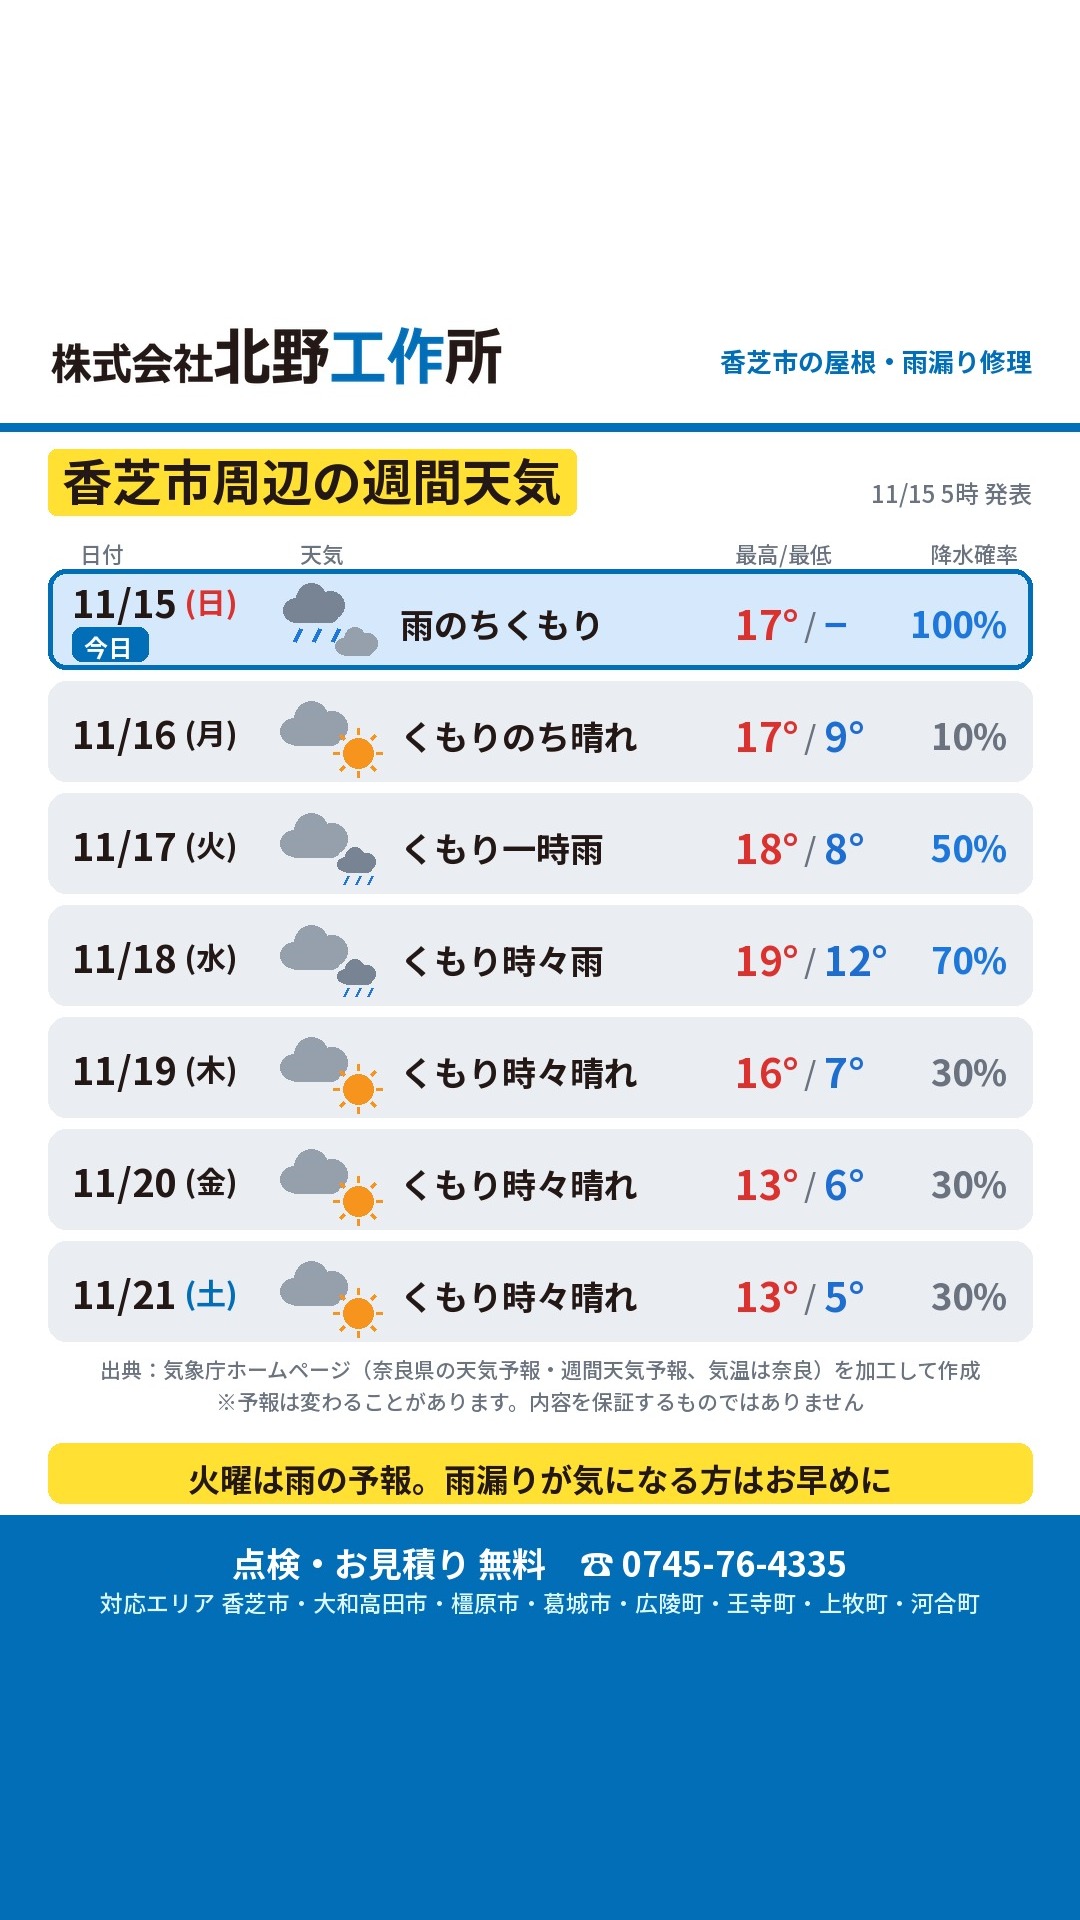 株式会社北野工作所
香芝市の屋根・雨漏り修理
香芝市周辺の週間天気
11/15 5時 発表
日付 天気 最高/最低 降水確率
11/15 (日) 今日 雨のちくもり 17° / − 100%
11/16 (月) くもりのち晴れ 17° / 9° 10%
11/17 (火) くもり一時雨 18° / 8° 50%
11/18 (水) くもり時々雨 19° / 12° 70%
11/19 (木) くもり時々晴れ 16° / 7° 30%
11/20 (金) くもり時々晴れ 13° / 6° 30%
11/21 (土) くもり時々晴れ 13° / 5° 30%
出典：気象庁ホームページ（奈良県の天気予報・週間天気予報、気温は奈良）を加工して作成
※予報は変わることがあります。内容を保証するものではありません
火曜は雨の予報。雨漏りが気になる方はお早めに
点検・お見積り 無料 ☎ 0745-76-4335
対応エリア 香芝市・大和高田市・橿原市・葛城市・広陵町・王寺町・上牧町・河合町